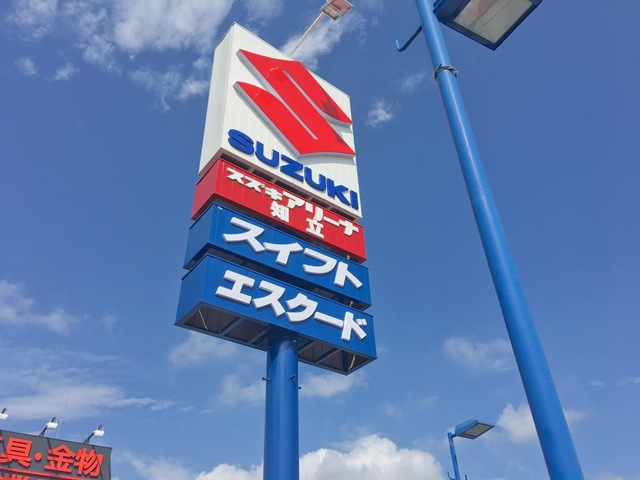 SUZUKI
スズキアリーナ
知立
スイフト
エスクード
具・金物